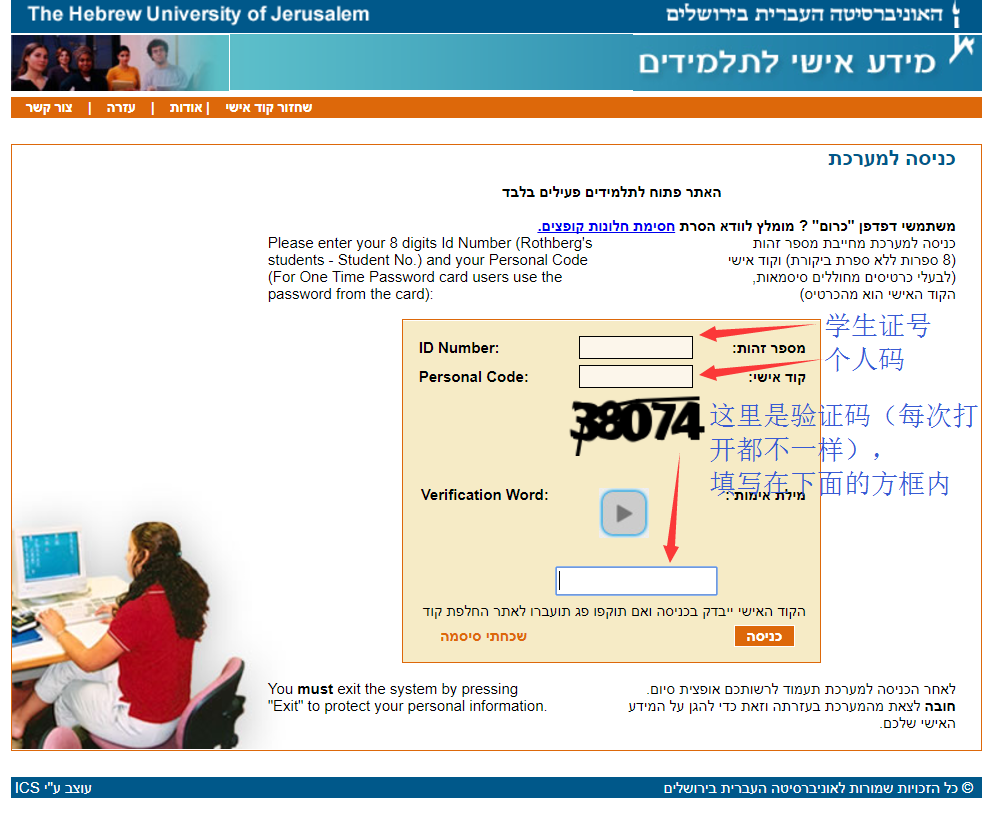 The Hebrew University of Jerusalem
האוניברסיטה העברית בירושלים
מידע אישי לתלמידים
שחזור קוד אישי | אודות | עזרה | צור קשר
כניסה למערכת
האתר פתוח לתלמידים פעילים בלבד
משתמשי דפדפן "כרום" ? מומלץ לוודא הסרת חסימת חלונות קופצים.
כניסה למערכת מחייבת מספר זהות
(8 ספרות ללא ספרת ביקורת) וקוד אישי
(לבעלי כרטיסים מחוללים סיסמאות,
הקוד האישי הוא מהכרטיס)
Please enter your 8 digits Id Number (Rothberg's
students - Student No.) and your Personal Code
(For One Time Password card users use the
password from the card):
ID Number:
מספר זהות:
学生证号
Personal Code:
קוד אישי:
个人码
38074
这里是验证码（每次打
开都不一样），
填写在下面的方框内
Verification Word:
מילת אימות:
הקוד האישי ייבדק בכניסה ואם תוקפו פג תועברו לאתר החלפת קוד
כניסה
שכחתי סיסמה
You must exit the system by pressing
"Exit" to protect your personal information.
לאחר הכניסה למערכת תעמוד לרשותכם אופצית סיום.
חובה לצאת מהמערכת בעזרתה וזאת כדי להגן על המידע
האישי שלכם.
© כל הזכויות שמורות לאוניברסיטה העברית בירושלים
עוצב ע"י ICS